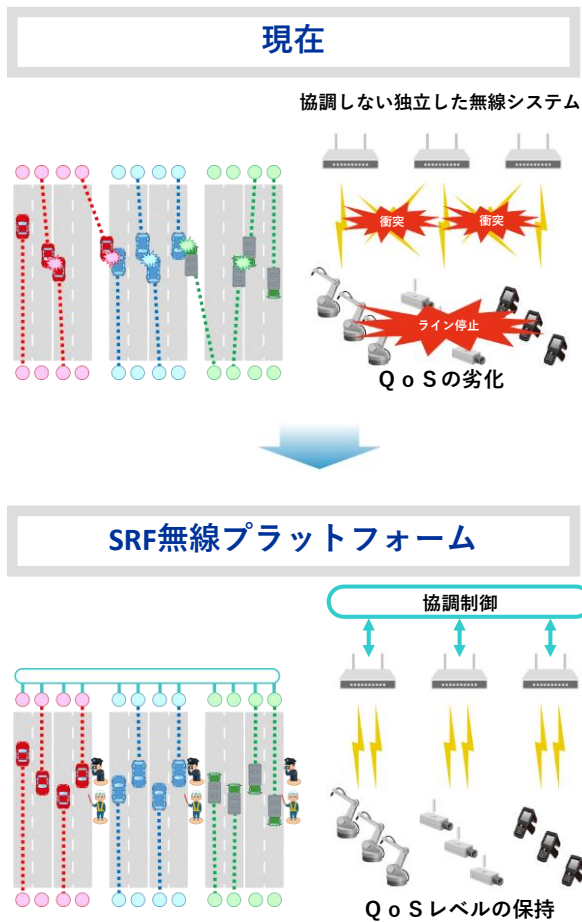 現在
協調しない独立した無線システム
衝突
衝突
ライン停止
ＱｏＳの劣化
SRF無線プラットフォーム
協調制御
ＱｏＳレベルの保持